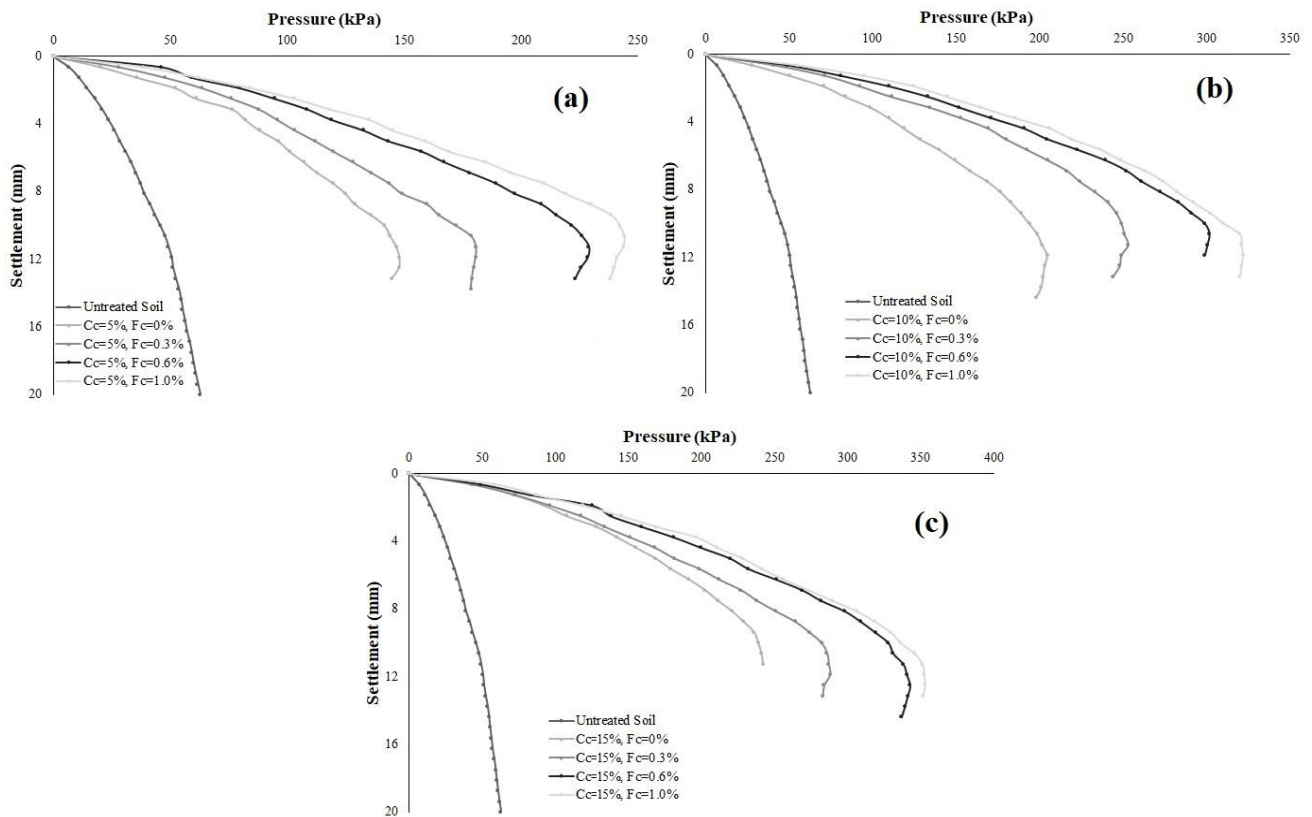 Pressure (kPa)
0 50 100 150 200 250
0
4
8
12
16
20
Settlement (mm)
(a)
Untreated Soil
Cc=5%, Fc=0%
Cc=5%, Fc=0.3%
Cc=5%, Fc=0.6%
Cc=5%, Fc=1.0%
Pressure (kPa)
0 50 100 150 200 250 300 350
0
4
8
12
16
20
Settlement (mm)
(b)
Untreated Soil
Cc=10%, Fc=0%
Cc=10%, Fc=0.3%
Cc=10%, Fc=0.6%
Cc=10%, Fc=1.0%
Pressure (kPa)
0 50 100 150 200 250 300 350 400
0
4
8
12
16
20
Settlement (mm)
(c)
Untreated Soil
Cc=15%, Fc=0%
Cc=15%, Fc=0.3%
Cc=15%, Fc=0.6%
Cc=15%, Fc=1.0%